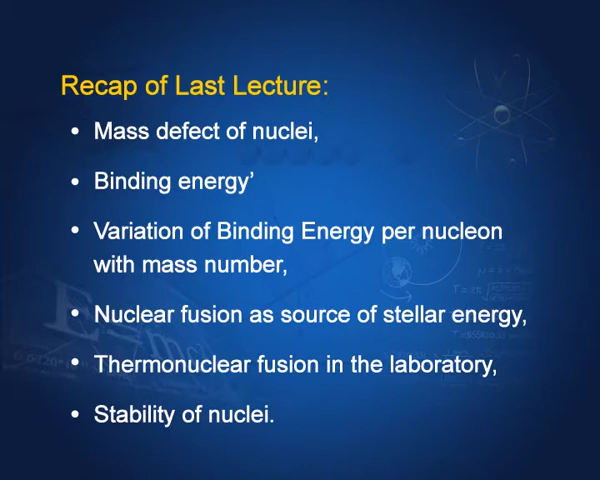 Recap of Last Lecture:
• Mass defect of nuclei,
• Binding energy’
• Variation of Binding Energy per nucleon
with mass number,
• Nuclear fusion as source of stellar energy,
• Thermonuclear fusion in the laboratory,
• Stability of nuclei.